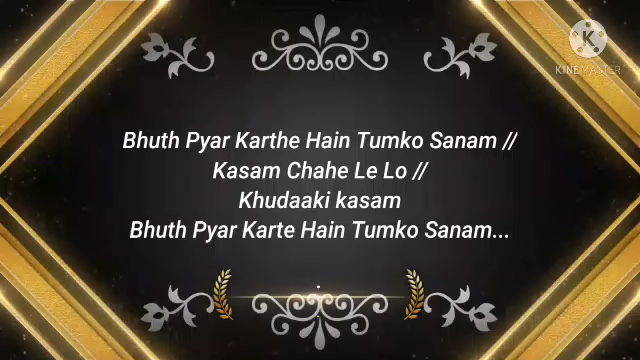 KINEMASTER
Bhuth Pyar Karthe Hain Tumko Sanam //
Kasam Chahe Le Lo //
Khudaaki kasam
Bhuth Pyar Karte Hain Tumko Sanam...